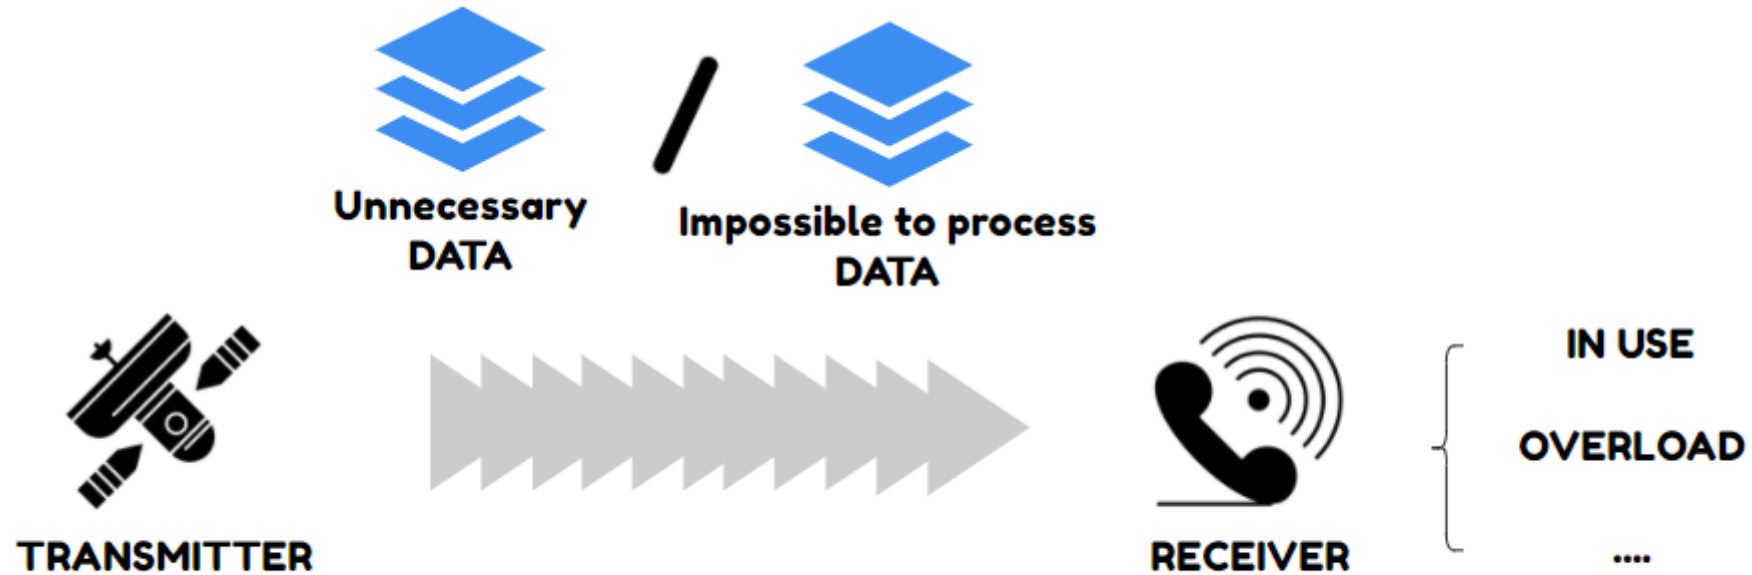 Unnecessary
DATA
/
Impossible to process
DATA
TRANSMITTER
RECEIVER
IN USE
OVERLOAD
....